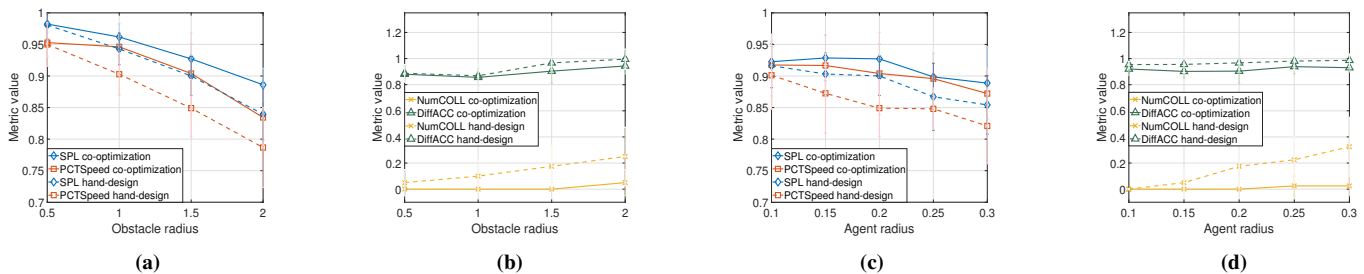 1
0.95
0.9
0.85
0.8
0.75
0.7
Metric value
SPL co-optimization
PCTSpeed co-optimization
SPL hand-design
PCTSpeed hand-design
0.5 1 1.5 2
Obstacle radius
(a)
1.2
1
0.8
0.6
0.4
0.2
0
Metric value
NumCOLL co-optimization
DiffACC co-optimization
NumCOLL hand-design
DiffACC hand-design
0.5 1 1.5 2
Obstacle radius
(b)
1
0.95
0.9
0.85
0.8
0.75
0.7
Metric value
SPL co-optimization
PCTSpeed co-optimization
SPL hand-design
PCTSpeed hand-design
0.1 0.15 0.2 0.25 0.3
Agent radius
(c)
1.2
1
0.8
0.6
0.4
0.2
0
Metric value
NumCOLL co-optimization
DiffACC co-optimization
NumCOLL hand-design
DiffACC hand-design
0.1 0.15 0.2 0.25 0.3
Agent radius
(d)